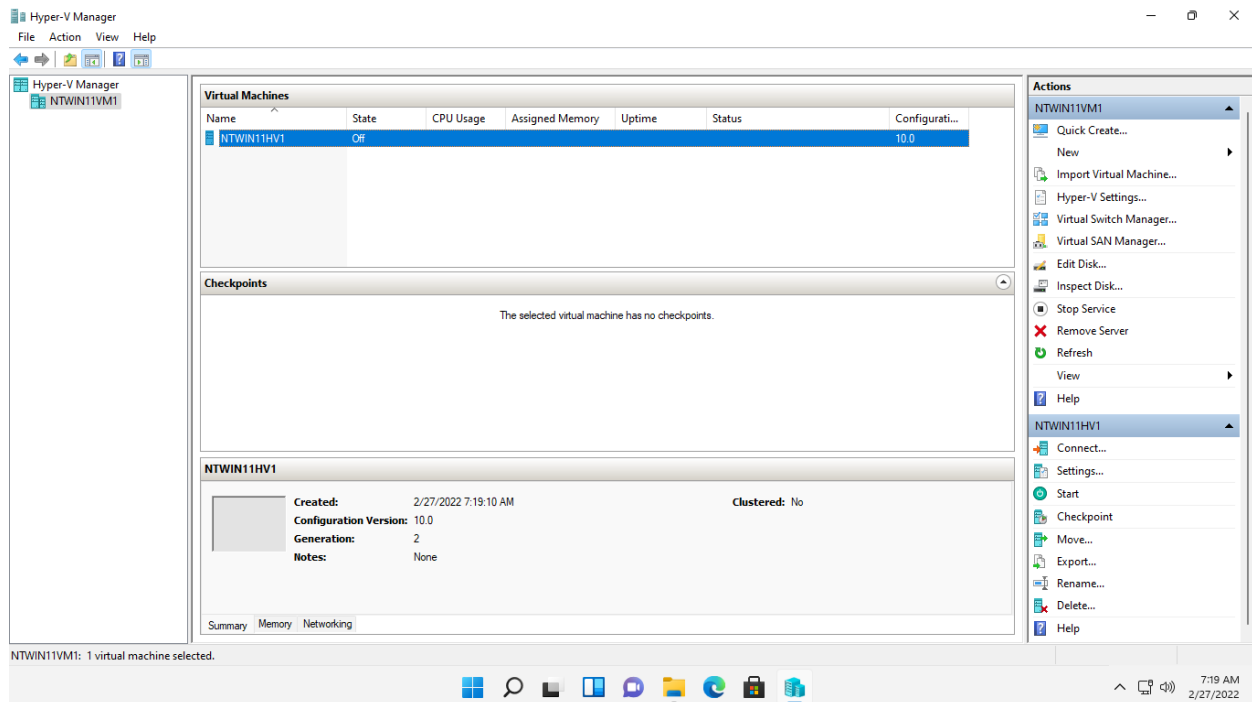 Hyper-V Manager
File Action View Help
Hyper-V Manager
NTWIN11VM1
Virtual Machines
Name State CPU Usage Assigned Memory Uptime Status Configurati...
NTWIN11HV1 Off 10.0
Checkpoints
The selected virtual machine has no checkpoints.
NTWIN11HV1
Created: 2/27/2022 7:19:10 AM Clustered: No
Configuration Version: 10.0
Generation: 2
Notes: None
Summary Memory Networking
Actions
NTWIN11VM1
Quick Create...
New
Import Virtual Machine...
Hyper-V Settings...
Virtual Switch Manager...
Virtual SAN Manager...
Edit Disk...
Inspect Disk...
Stop Service
Remove Server
Refresh
View
Help
NTWIN11HV1
Connect...
Settings...
Start
Checkpoint
Move...
Export...
Rename...
Delete...
Help
NTWIN11VM1: 1 virtual machine selected.
7:19 AM
2/27/2022